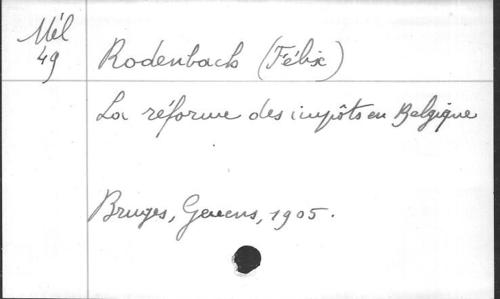 Mél
49
Rodenbach (Félix)
La réforme des impôts en Belgique
Bruges, Geuens, 1905.